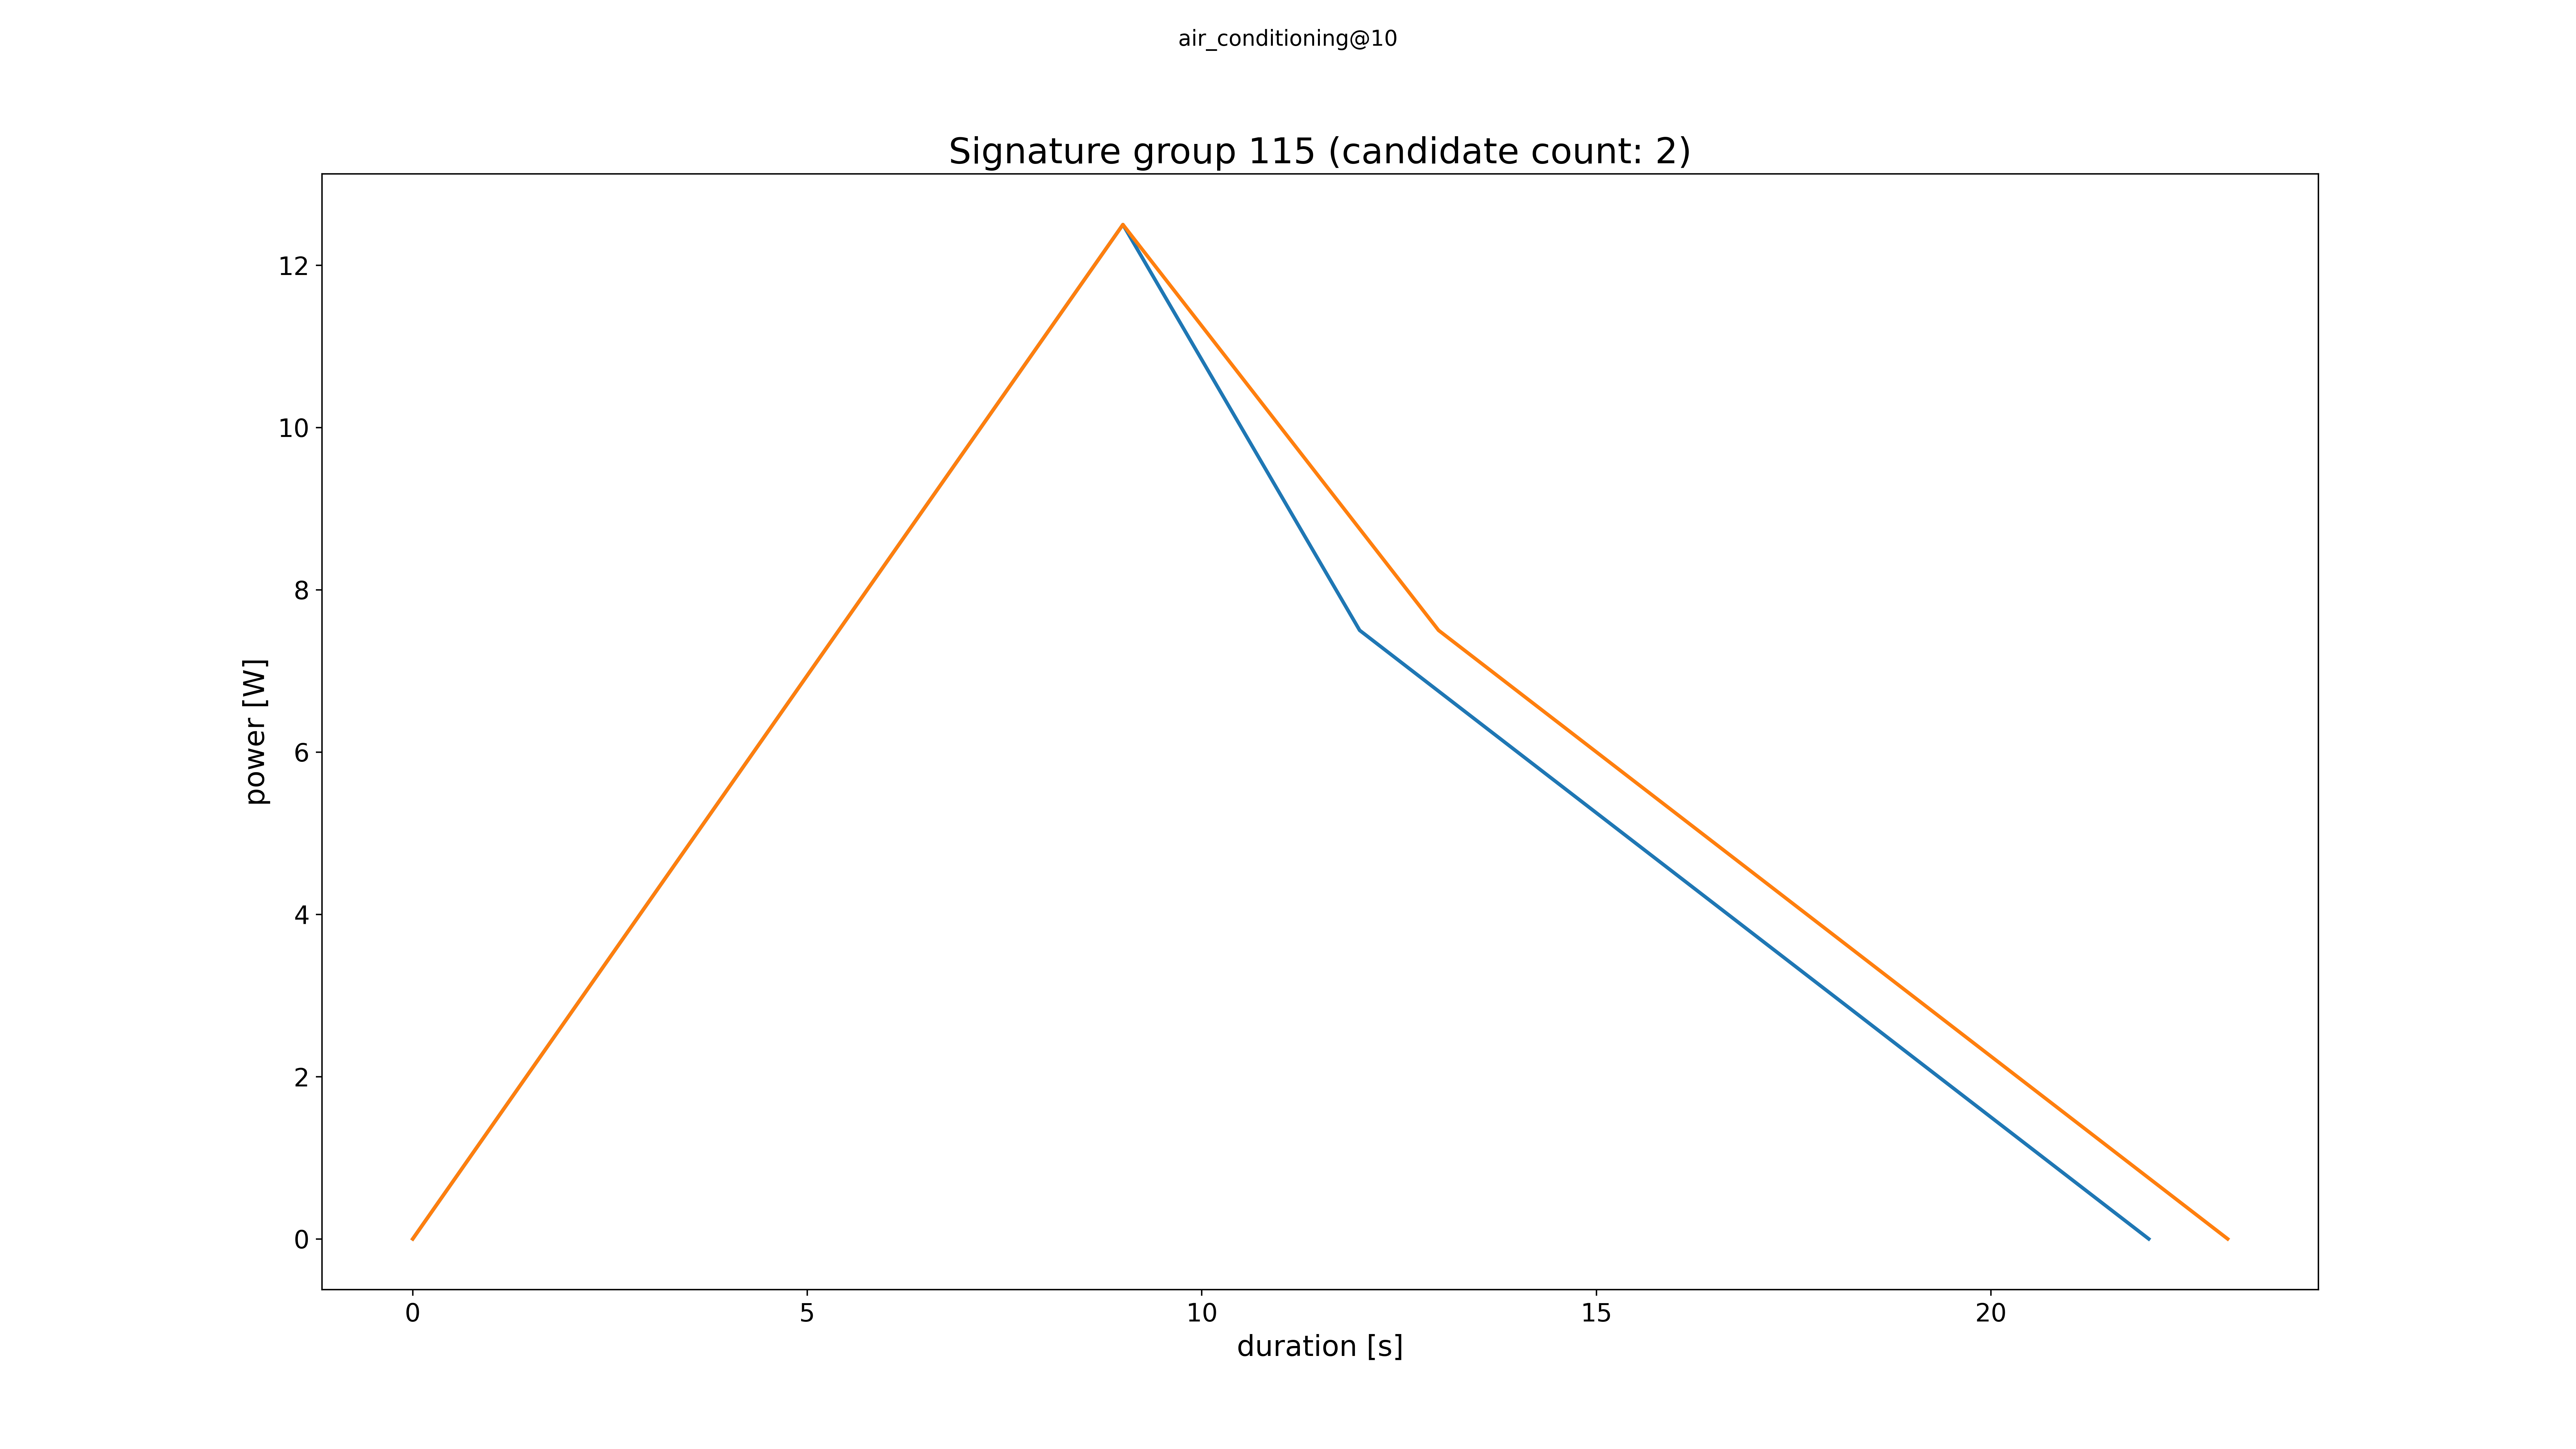 air_conditioning@10
Signature group 115 (candidate count: 2)
12
10
8
6
4
2
0
power [W]
0 5 10 15 20
duration [s]